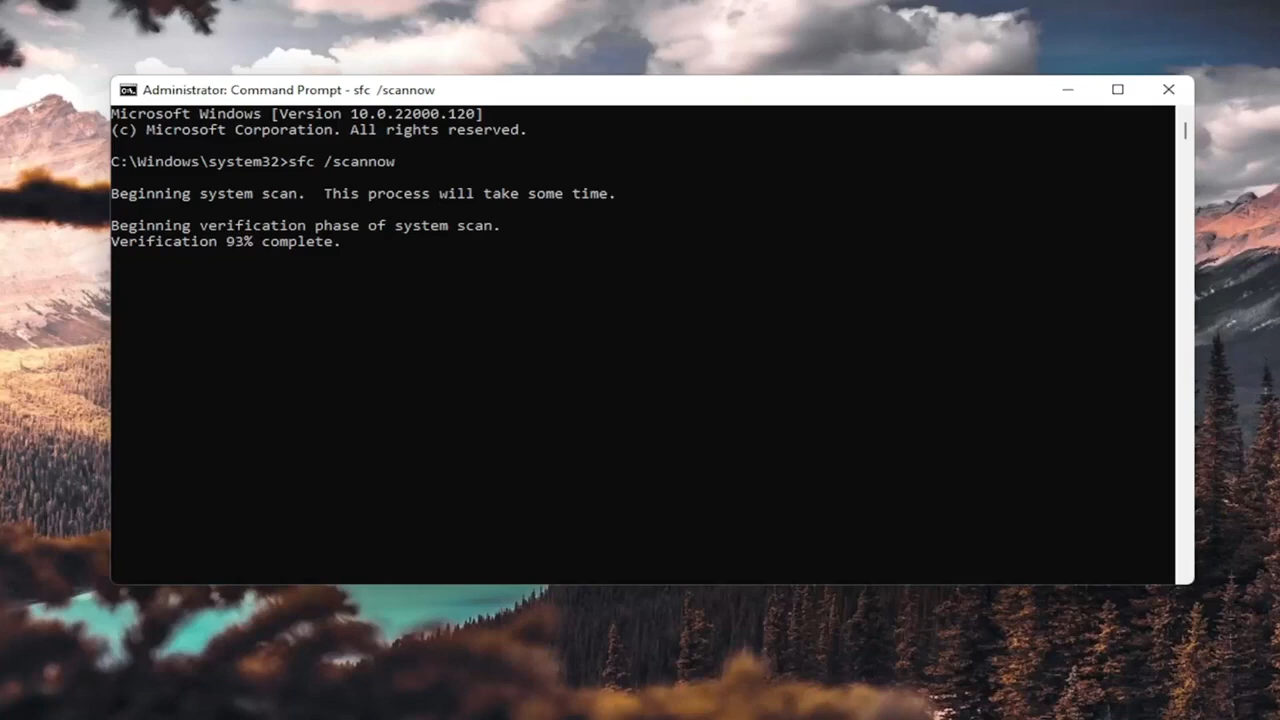 Administrator: Command Prompt - sfc  /scannow
Microsoft Windows [Version 10.0.22000.120]
(c) Microsoft Corporation. All rights reserved.
C:\Windows\system32>sfc /scannow
Beginning system scan.  This process will take some time.
Beginning verification phase of system scan.
Verification 93% complete.